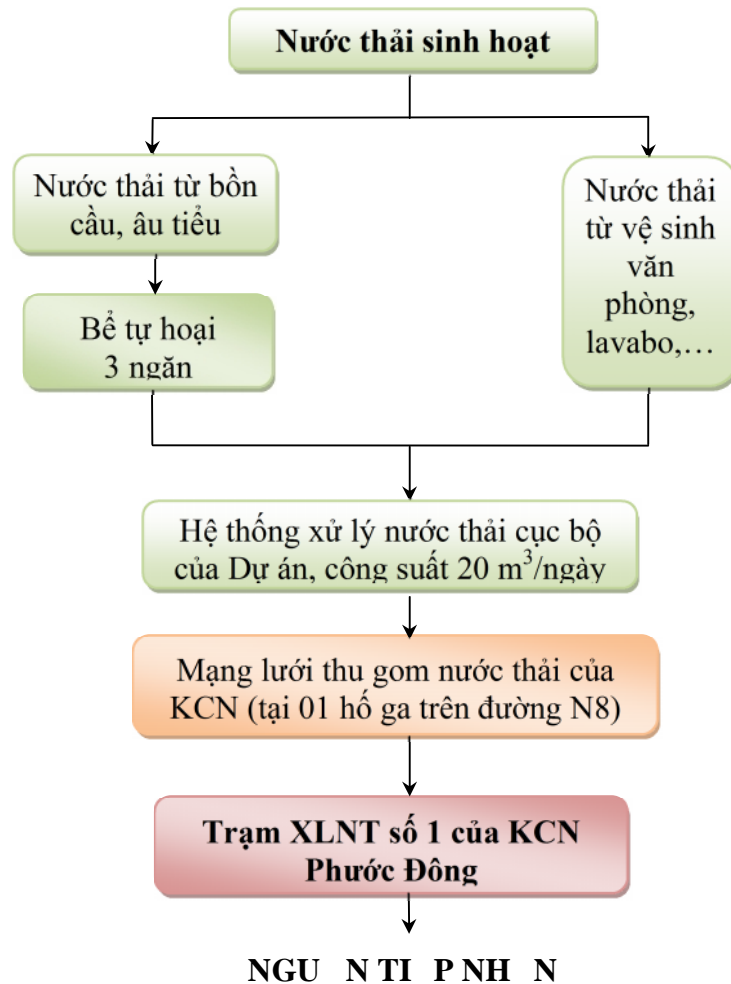 Nước thải sinh hoạt
Nước thải từ bồn
cầu, âu tiểu
Nước thải
từ vệ sinh
văn
phòng,
lavabo,…
Bể tự hoại
3 ngăn
Hệ thống xử lý nước thải cục bộ
của Dự án, công suất 20 m³/ngày
Mạng lưới thu gom nước thải của
KCN (tại 01 hố ga trên đường N8)
Trạm XLNT số 1 của KCN
Phước Đông
NGU N TI P NH N